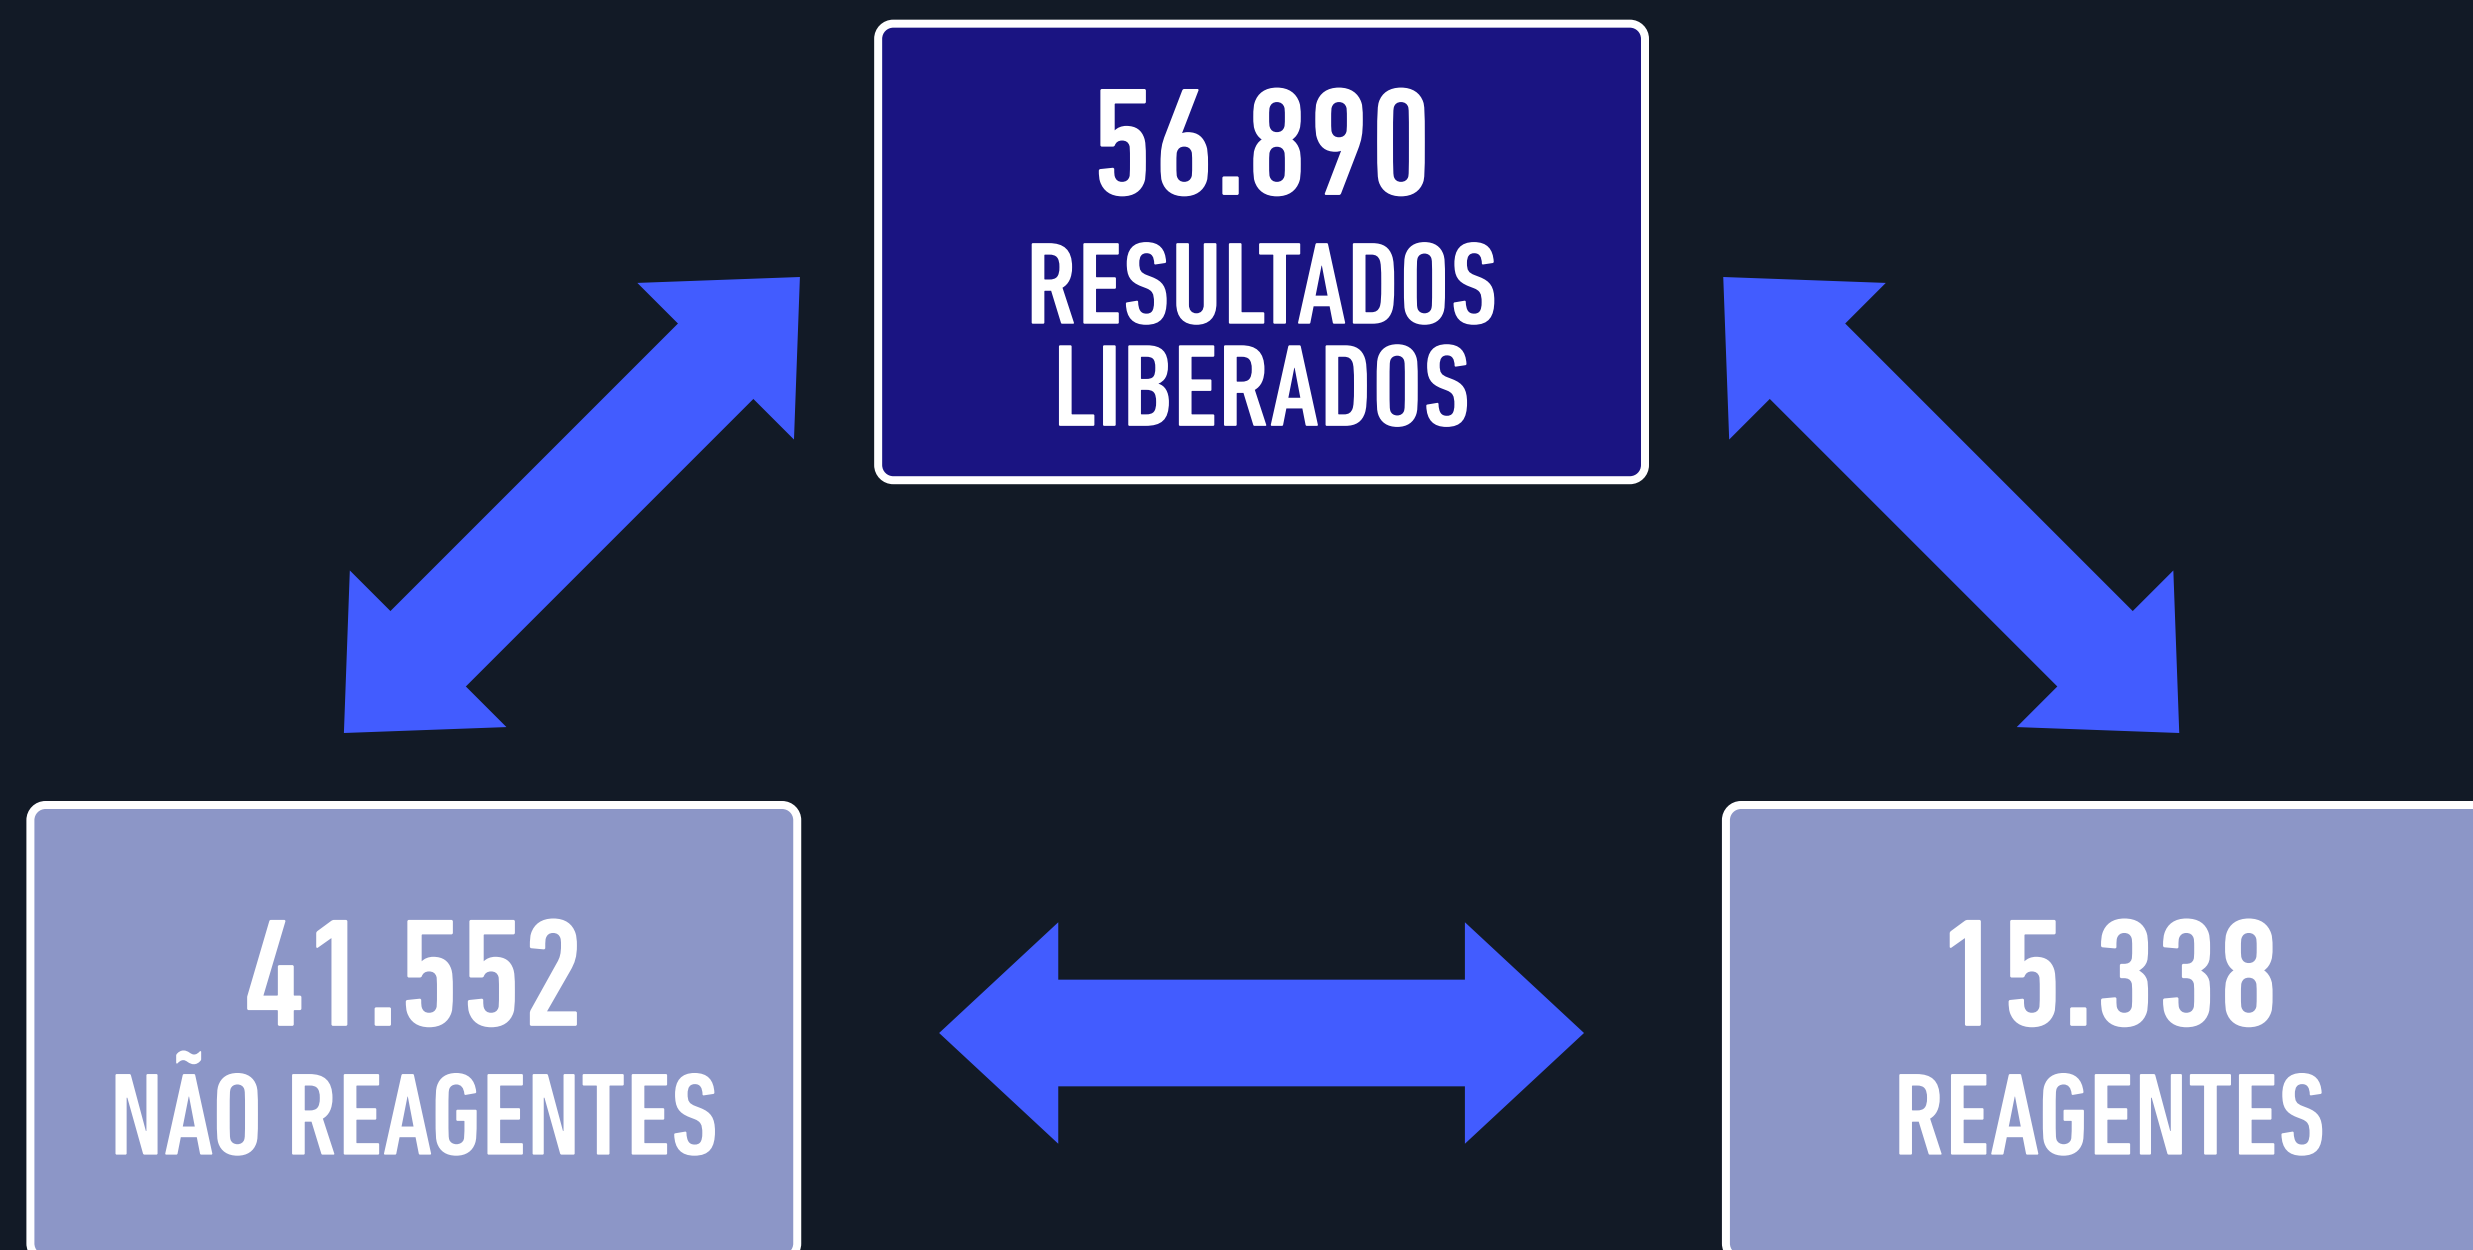 56.890
RESULTADOS
LIBERADOS
41.552
NÃO REAGENTES
15.338
REAGENTES